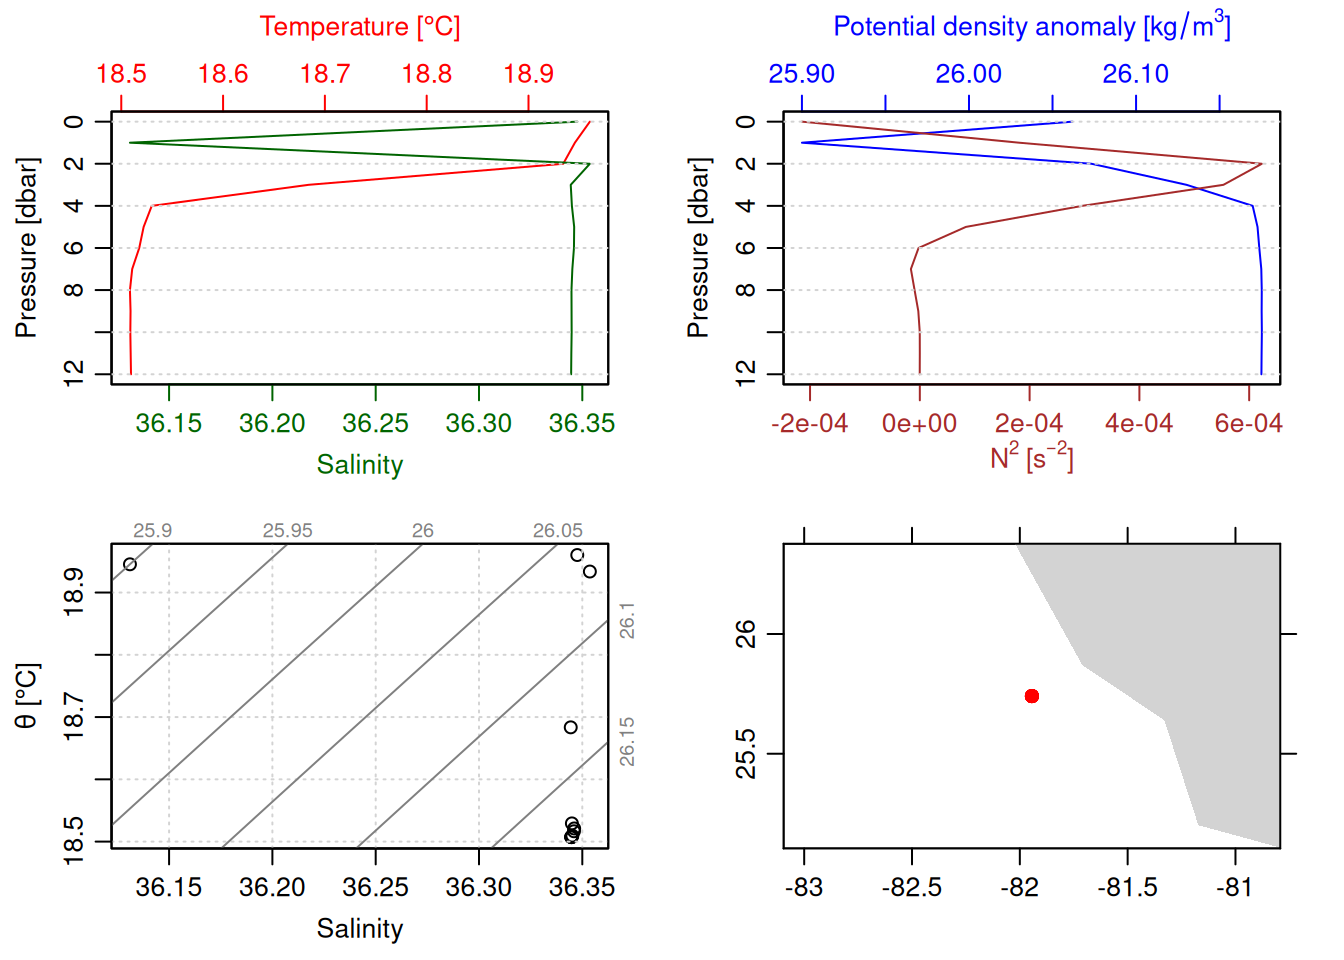 Temperature [°C]
18.5 18.6 18.7 18.8 18.9
Pressure [dbar]
0
2
4
6
8
12
36.15 36.20 36.25 36.30 36.35
Salinity
Potential density anomaly [kg/m³]
25.90 26.00 26.10
Pressure [dbar]
0
2
4
6
8
12
-2e-04 0e+00 2e-04 4e-04 6e-04
N² [s⁻²]
25.9 25.95 26 26.05
26.1
26.15
θ [°C]
18.9
18.7
18.5
36.15 36.20 36.25 36.30 36.35
Salinity
26
25.5
-83 -82.5 -82 -81.5 -81